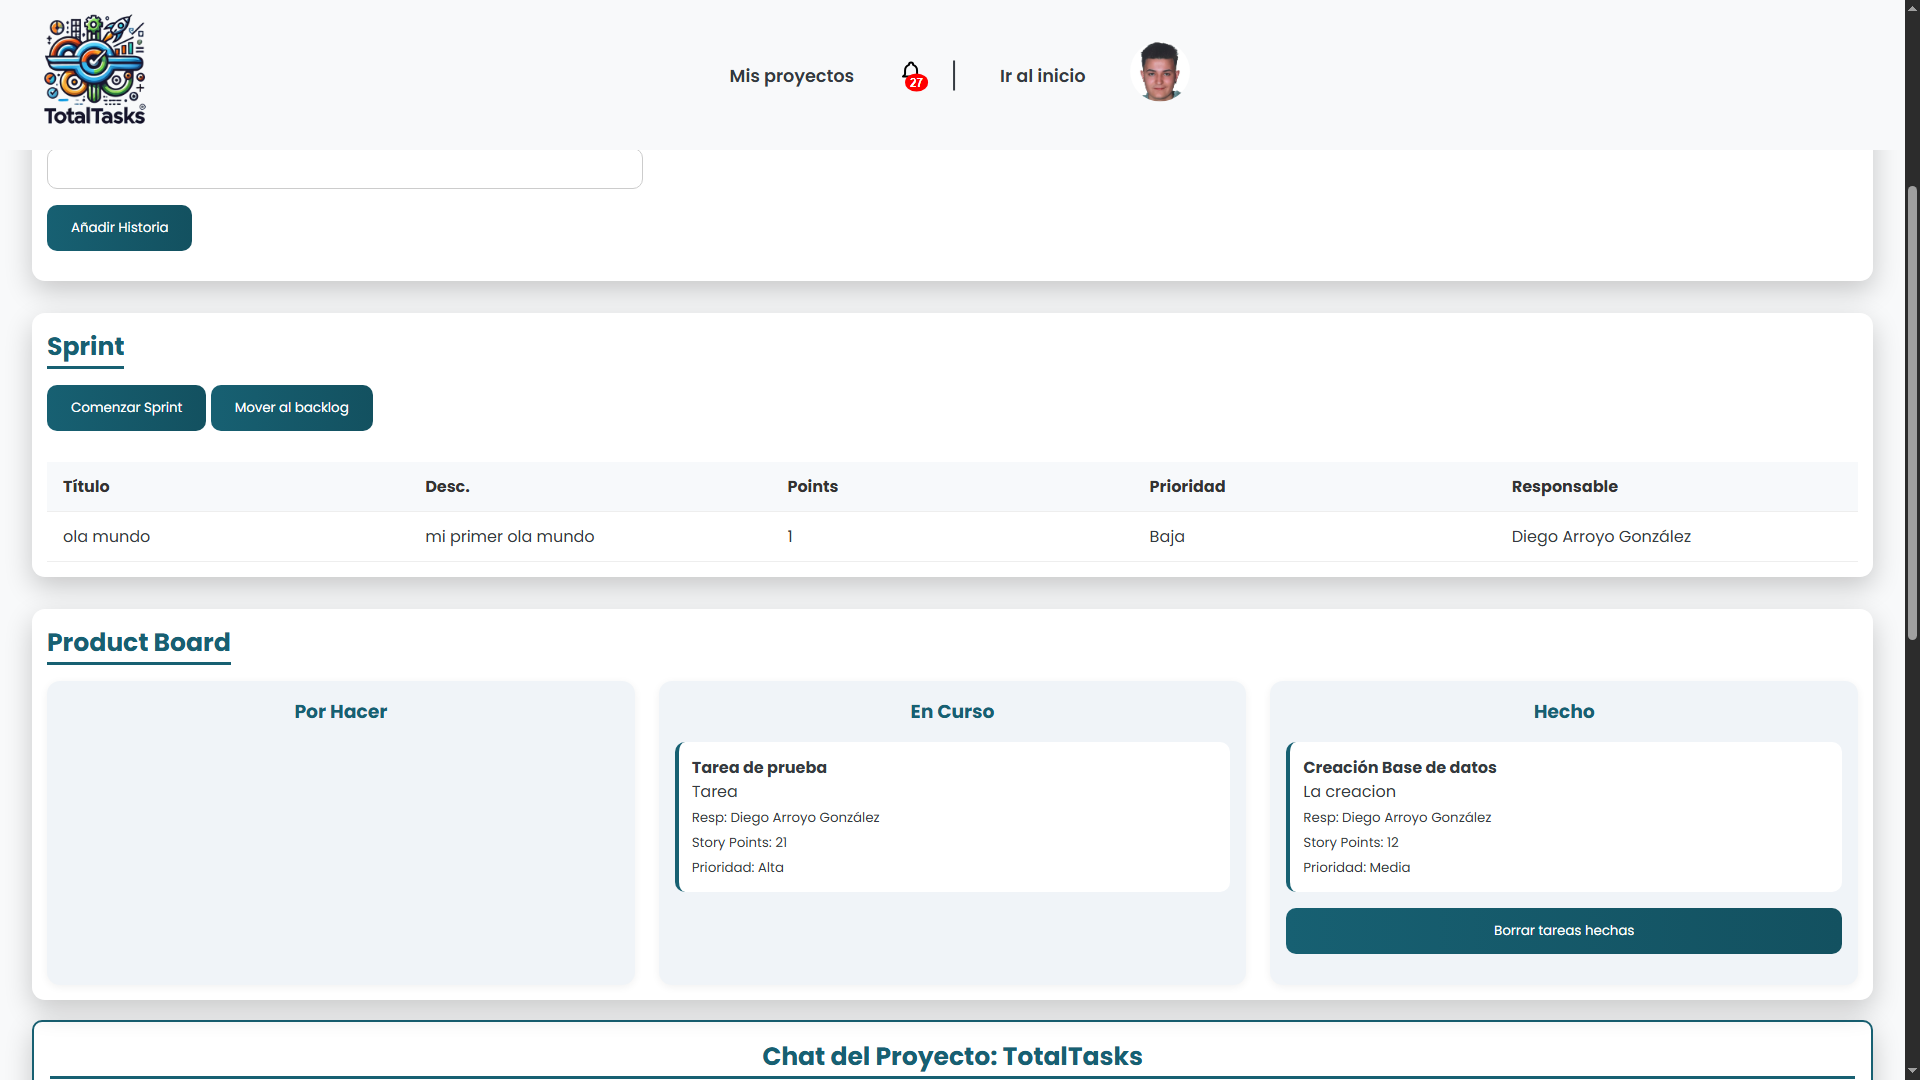 TotalTasks
Mis proyectos
27
Ir al inicio
Añadir Historia
Sprint
Comenzar Sprint
Mover al backlog
Título Desc. Points Prioridad Responsable
ola mundo mi primer ola mundo 1 Baja Diego Arroyo González
Product Board
Por Hacer
En Curso
Tarea de prueba
Tarea
Resp: Diego Arroyo González
Story Points: 21
Prioridad: Alta
Hecho
Creación Base de datos
La creacion
Resp: Diego Arroyo González
Story Points: 12
Prioridad: Media
Borrar tareas hechas
Chat del Proyecto: TotalTasks